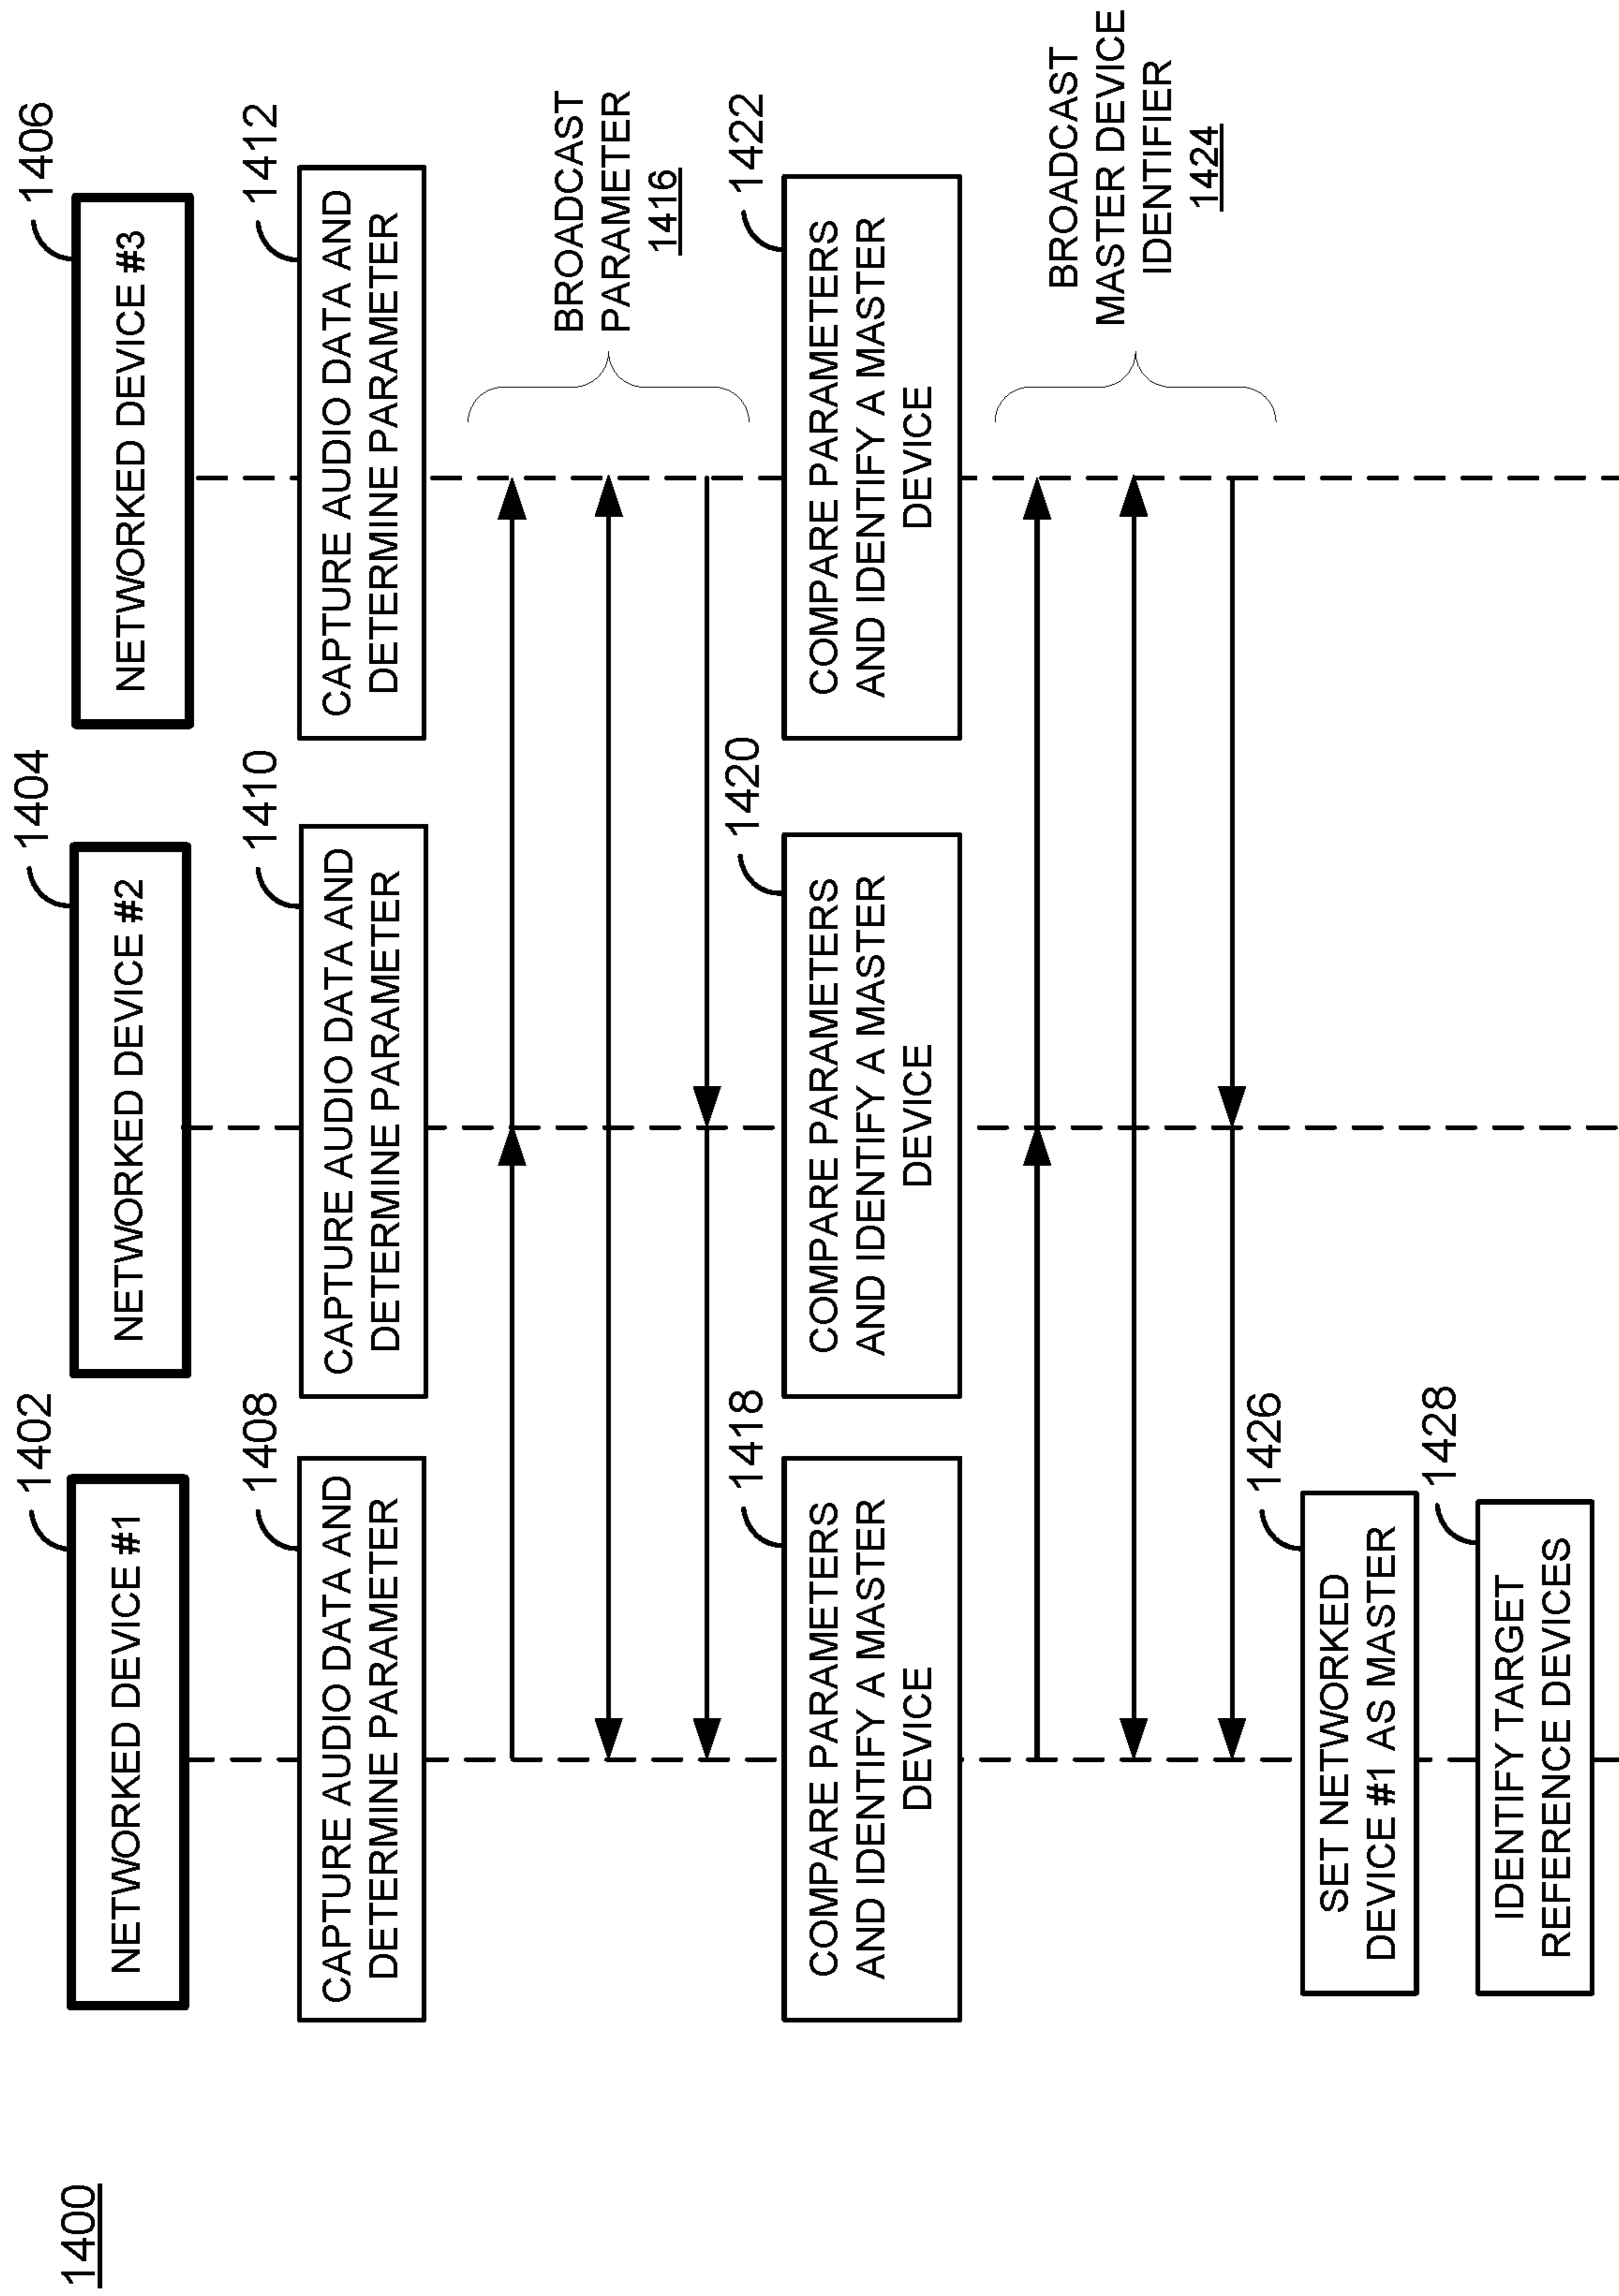 1400
1402
1404
1406
NETWORKED DEVICE #1
NETWORKED DEVICE #2
NETWORKED DEVICE #3
1408
1410
1412
CAPTURE AUDIO DATA AND
DETERMINE PARAMETER
CAPTURE AUDIO DATA AND
DETERMINE PARAMETER
CAPTURE AUDIO DATA AND
DETERMINE PARAMETER
BROADCAST
PARAMETER
1416
1418
1420
1422
COMPARE PARAMETERS
AND IDENTIFY A MASTER
DEVICE
COMPARE PARAMETERS
AND IDENTIFY A MASTER
DEVICE
COMPARE PARAMETERS
AND IDENTIFY A MASTER
DEVICE
BROADCAST
MASTER DEVICE
IDENTIFIER
1424
1426
SET NETWORKED
DEVICE #1 AS MASTER
1428
IDENTIFY TARGET
REFERENCE DEVICES